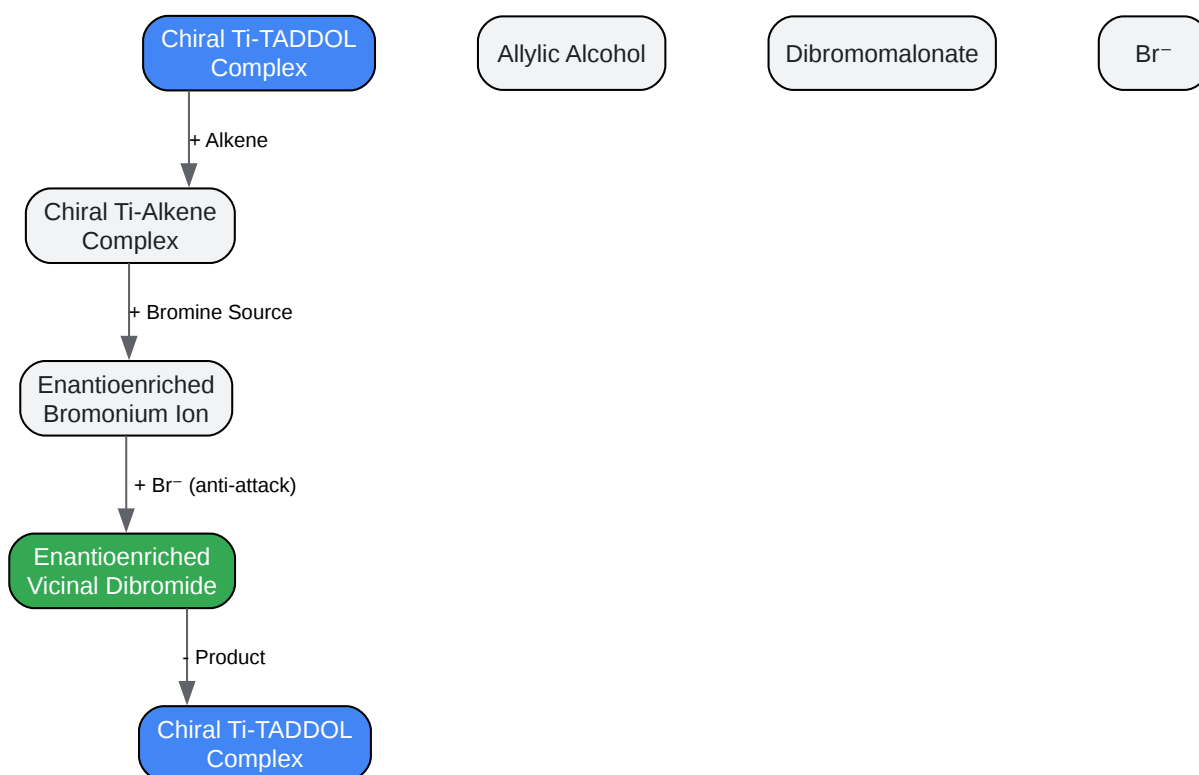 Chiral Ti-TADDOL
Complex
Allylic Alcohol
Dibromomalonate
Br⁻
+ Alkene
Chiral Ti-Alkene
Complex
+ Bromine Source
Enantioenriched
Bromonium Ion
+ Br⁻ (anti-attack)
Enantioenriched
Vicinal Dibromide
- Product
Chiral Ti-TADDOL
Complex